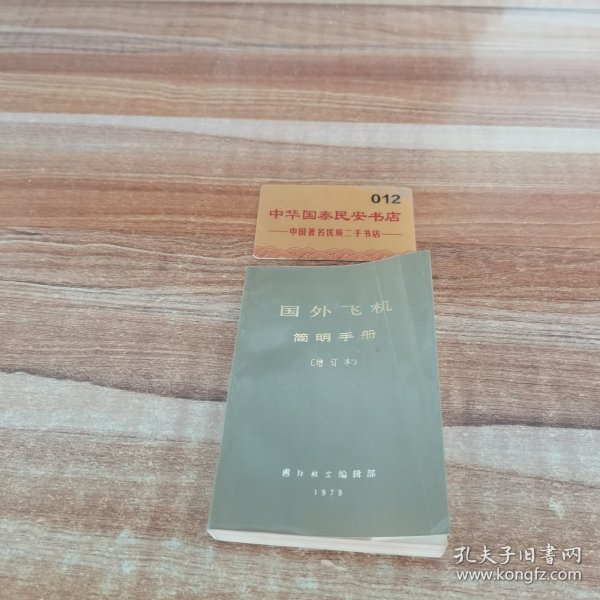 012
中华国泰民安书店
中国著名优质二手书店
国外飞机
简明手册
〔增订本〕
国外航空编辑部
1979
孔夫子旧书网
www.kongfz.com